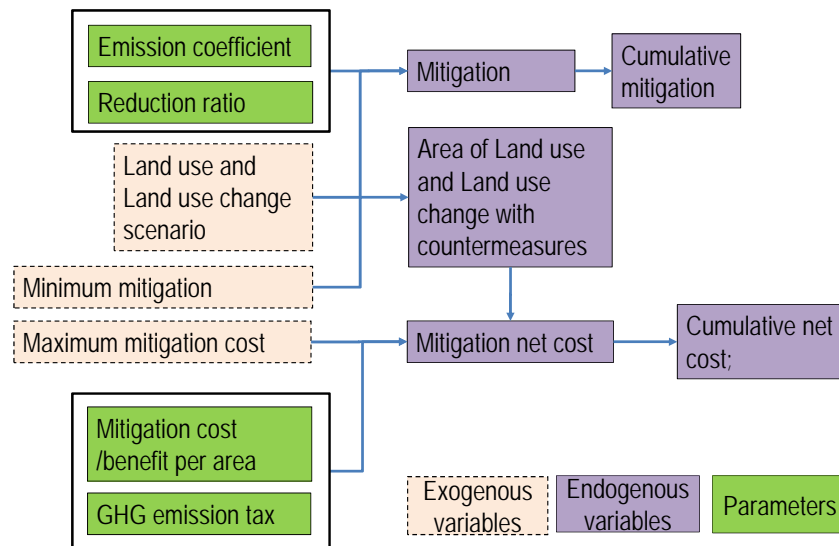 Emission coefficient
Reduction ratio
Mitigation
Cumulative
mitigation
Land use and
Land use change
scenario
Area of Land use
and Land use
change with
countermeasures
Minimum mitigation
Maximum mitigation cost
Mitigation net cost
Cumulative net
cost;
Mitigation cost
/benefit per area
GHG emission tax
Exogenous
variables
Endogenous
variables
Parameters